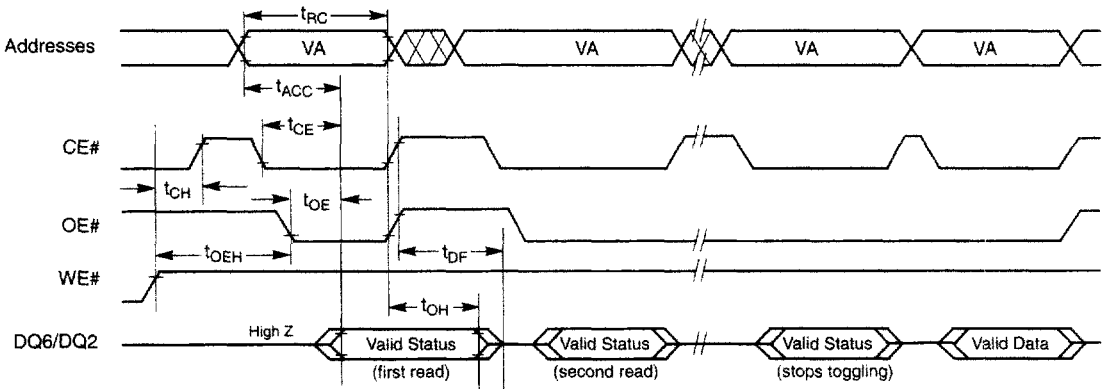 tRC
Addresses VA VA VA VA
tACC
tCE
CE#
tCH
tOE
OE#
tOEH
tDF
WE#
tOH
High Z
DQ6/DQ2 Valid Status Valid Status Valid Status Valid Data
(first read) (second read) (stops toggling)